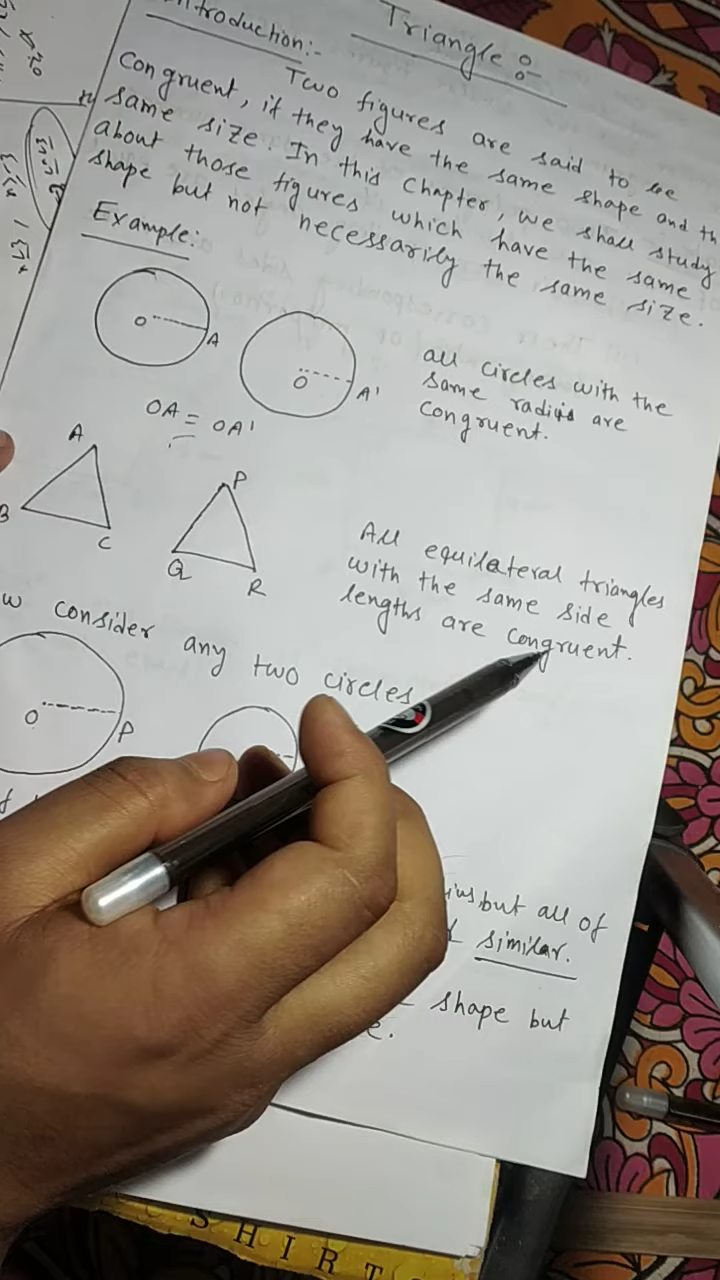 Introduction:-
Triangle :-
Two figures are said to be
Congruent, if they have the same shape and the
same size. In this Chapter, we shall study
about those figures which have the same
shape but not necessarily the same size.
Example:
O A
O A'
OA = OA'
all circles with the
same radius are
Congruent.
A
B
C
P
Q
R
All equilateral triangles
with the same side
lengths are congruent.
consider any two circles
O P
but all of
similar.
shape but
SHIRT